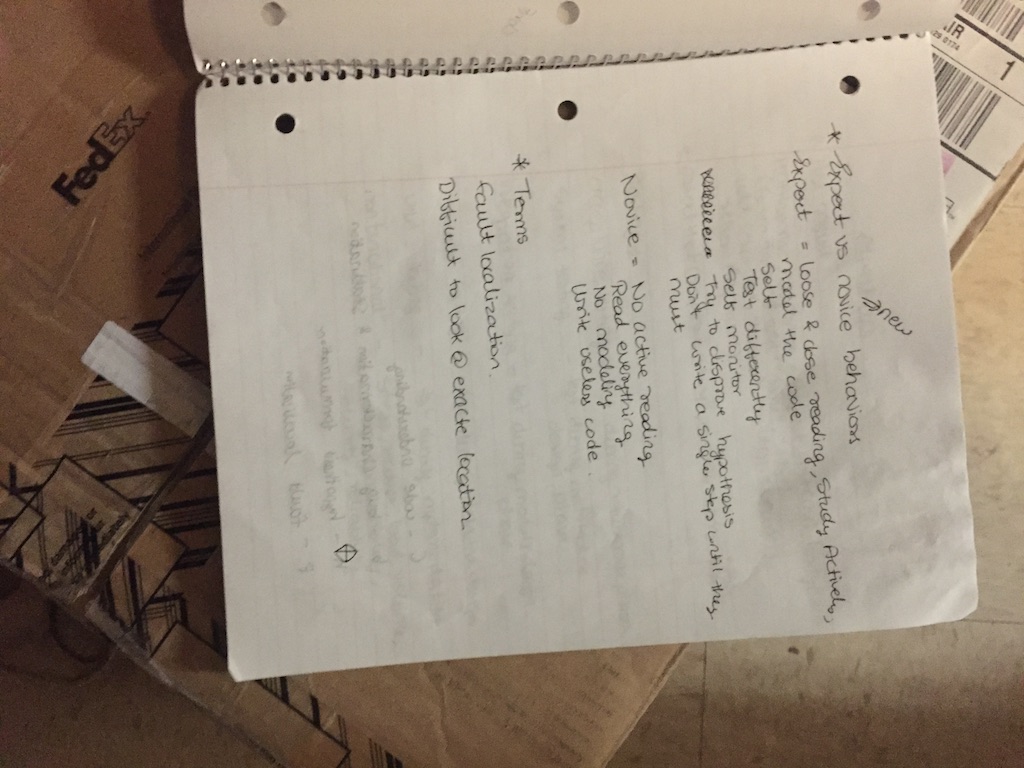 * Expert vs novice behaviors
new
Expert = loose & close reading, Study Actively,
model the code
Self
Test differently
Self monitor
Try to disprove hypothesis
Don't write a single step until they
must
Novice = No active reading
Read everything
No modeling
Write useless code.
* Terms
fault localization.
Difficult to look @ exacte location.
FedEx
1